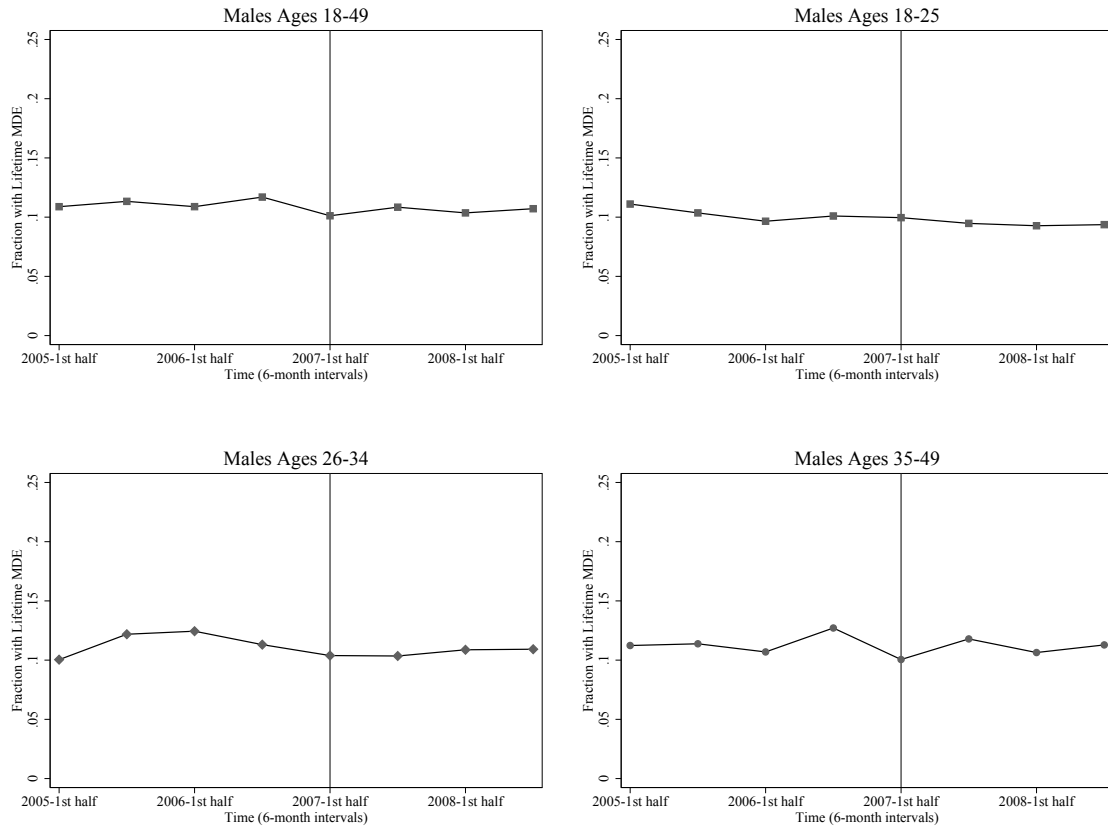 Males Ages 18-49
Fraction with Lifetime MDE
.25
.2
.15
.1
.05
0
2005-1st half 2006-1st half 2007-1st half 2008-1st half
Time (6-month intervals)
Males Ages 18-25
Fraction with Lifetime MDE
.25
.2
.15
.1
.05
0
2005-1st half 2006-1st half 2007-1st half 2008-1st half
Time (6-month intervals)
Males Ages 26-34
Fraction with Lifetime MDE
.25
.2
.15
.1
.05
0
2005-1st half 2006-1st half 2007-1st half 2008-1st half
Time (6-month intervals)
Males Ages 35-49
Fraction with Lifetime MDE
.25
.2
.15
.1
.05
0
2005-1st half 2006-1st half 2007-1st half 2008-1st half
Time (6-month intervals)